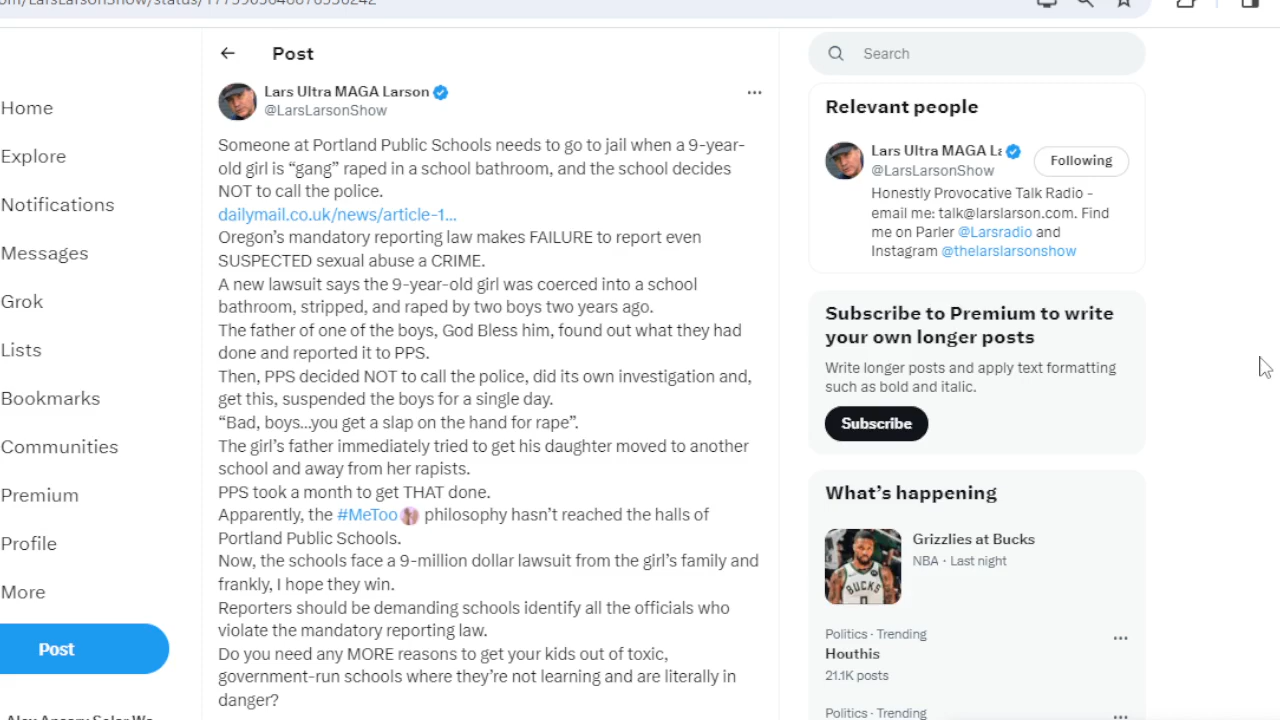 Post
Search
Lars Ultra MAGA Larson
@LarsLarsonShow
Someone at Portland Public Schools needs to go to jail when a 9-year-
old girl is “gang” raped in a school bathroom, and the school decides
NOT to call the police.
dailymail.co.uk/news/article-1...
Oregon’s mandatory reporting law makes FAILURE to report even
SUSPECTED sexual abuse a CRIME.
A new lawsuit says the 9-year-old girl was coerced into a school
bathroom, stripped, and raped by two boys two years ago.
The father of one of the boys, God Bless him, found out what they had
done and reported it to PPS.
Then, PPS decided NOT to call the police, did its own investigation and,
get this, suspended the boys for a single day.
“Bad, boys...you get a slap on the hand for rape”.
The girl’s father immediately tried to get his daughter moved to another
school and away from her rapists.
PPS took a month to get THAT done.
Apparently, the #MeToo philosophy hasn’t reached the halls of
Portland Public Schools.
Now, the schools face a 9-million dollar lawsuit from the girl’s family and
frankly, I hope they win.
Reporters should be demanding schools identify all the officials who
violate the mandatory reporting law.
Do you need any MORE reasons to get your kids out of toxic,
government-run schools where they’re not learning and are literally in
danger?
Home
Explore
Notifications
Messages
Grok
Lists
Bookmarks
Communities
Premium
Profile
More
Post
Relevant people
Lars Ultra MAGA La
@LarsLarsonShow
Following
Honestly Provocative Talk Radio -
email me: talk@larslarson.com. Find
me on Parler @Larsradio and
Instagram @thelarslarsonshow
Subscribe to Premium to write
your own longer posts
Write longer posts and apply text formatting
such as bold and italic.
Subscribe
What’s happening
Grizzlies at Bucks
NBA · Last night
BUCKS
Politics · Trending
Houthis
21.1K posts
Politics · Trending